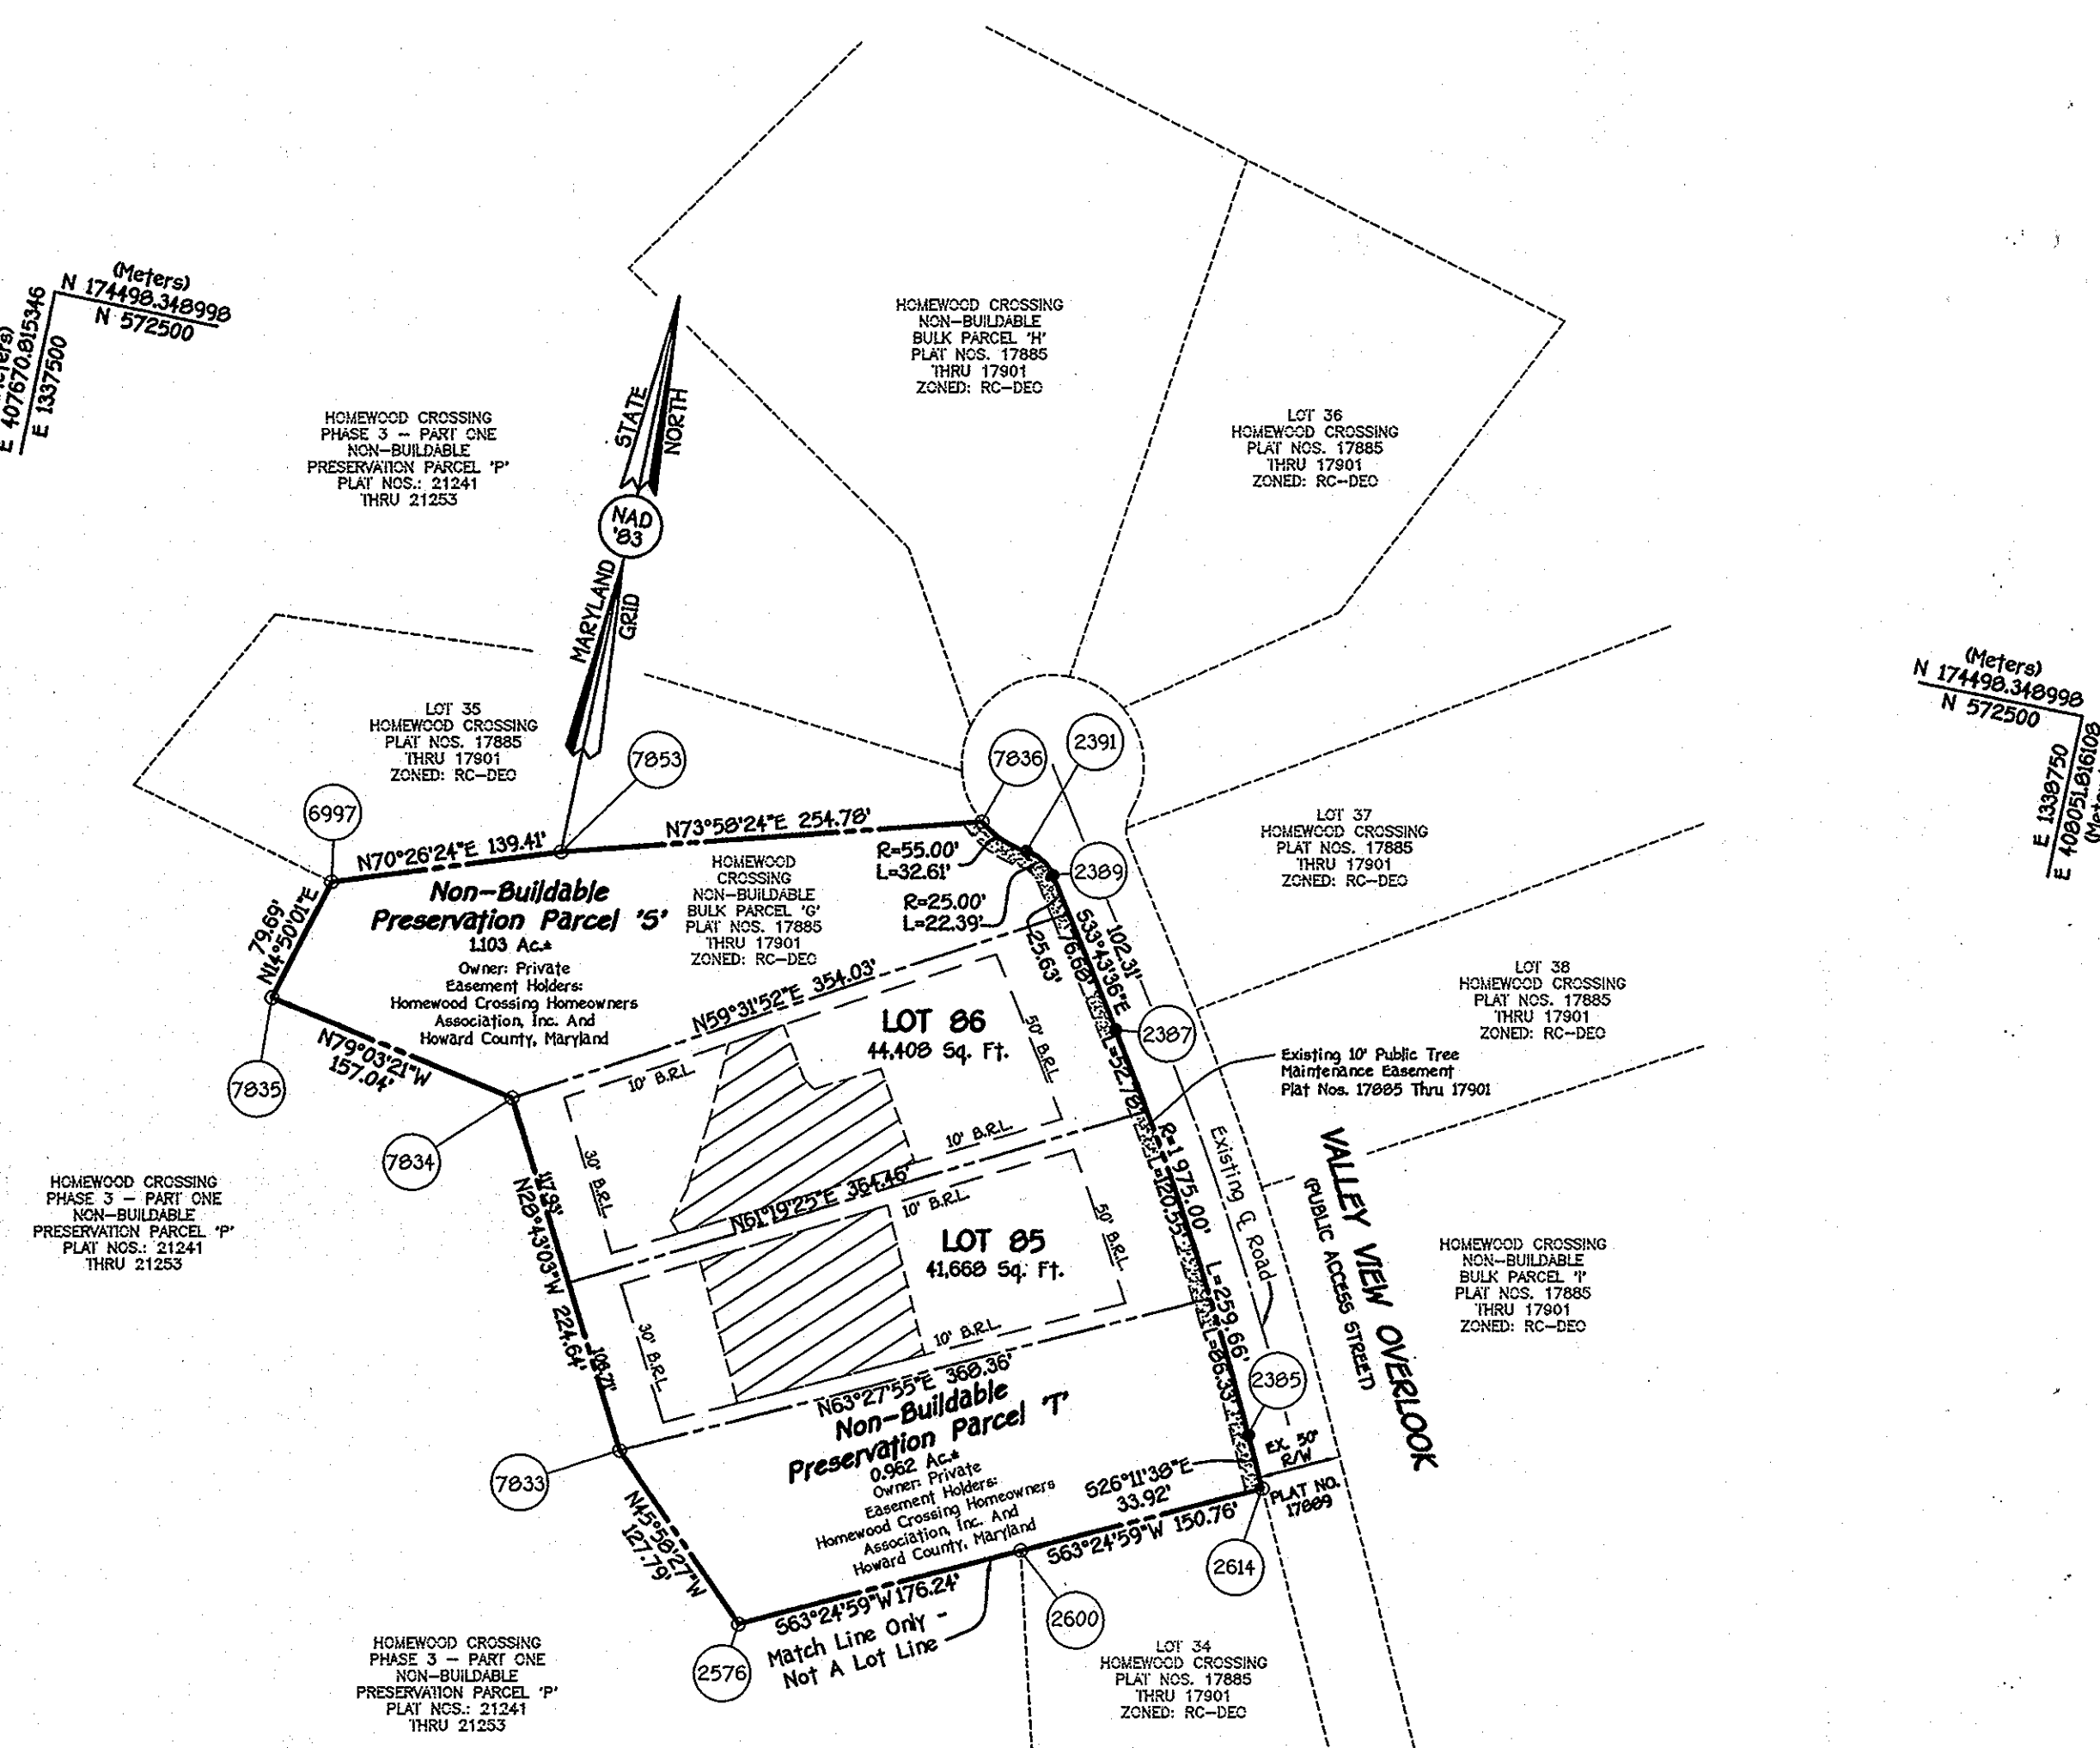 (Meters)
N 174498.348998
N 572500
E 407670.815346
E 1337500
HOMEWOOD CROSSING
PHASE 3 - PART ONE
NON-BUILDABLE
PRESERVATION PARCEL 'P'
PLAT NOS.: 21241
THRU 21253
STATE
NORTH
NAD
'83
MARYLAND
GRID
HOMEWOOD CROSSING
NON-BUILDABLE
BULK PARCEL 'H'
PLAT NOS. 17885
THRU 17901
ZONED: RC-DEO
LOT 36
HOMEWOOD CROSSING
PLAT NOS. 17885
THRU 17901
ZONED: RC-DEO
(Meters)
N 174498.348998
N 572500
E 1338750
E 408051.816108
LOT 35
HOMEWOOD CROSSING
PLAT NOS. 17885
THRU 17901
ZONED: RC-DEO
7853
7836
2391
6997
N70°26'24"E 139.41'
N73°58'24"E 254.78'
R=55.00'
L=32.61'
2389
R=25.00'
L=22.39'
LOT 37
HOMEWOOD CROSSING
PLAT NOS. 17885
THRU 17901
ZONED: RC-DEO
79.69'
N14°50'01"E
Non-Buildable
Preservation Parcel 'S'
1.103 Ac.±
Owner: Private
Easement Holders:
Homewood Crossing Homeowners
Association, Inc. And
Howard County, Maryland
HOMEWOOD
CROSSING
NON-BUILDABLE
BULK PARCEL 'G'
PLAT NOS. 17885
THRU 17901
ZONED: RC-DEO
25.63'
76.68'
S33°43'36"E
102.31'
LOT 38
HOMEWOOD CROSSING
PLAT NOS. 17885
THRU 17901
ZONED: RC-DEO
N59°31'52"E 354.03'
N79°03'21"W
157.04'
7835
LOT 86
44,408 Sq. Ft.
10' B.R.L.
50' B.R.L.
2387
L=52.78'
Existing 10' Public Tree
Maintenance Easement
Plat Nos. 17885 Thru 17901
7834
30' B.R.L.
10' B.R.L.
117.93'
N28°43'03"W 224.64'
106.71'
N61°19'25"E 364.46'
10' B.R.L.
R=1975.00' L=259.66'
L=120.55'
Existing ℄ Road
VALLEY VIEW OVERLOOK
(PUBLIC ACCESS STREET)
HOMEWOOD CROSSING
PHASE 3 - PART ONE
NON-BUILDABLE
PRESERVATION PARCEL 'P'
PLAT NOS.: 21241
THRU 21253
LOT 85
41,668 Sq. Ft.
50' B.R.L.
30' B.R.L.
10' B.R.L.
HOMEWOOD CROSSING
NON-BUILDABLE
BULK PARCEL 'I'
PLAT NOS. 17885
THRU 17901
ZONED: RC-DEO
N63°27'55"E 368.36'
L=86.33'
2385
Non-Buildable
Preservation Parcel 'T'
0.962 Ac.±
Owner: Private
Easement Holders:
Homewood Crossing Homeowners
Association, Inc. And
Howard County, Maryland
EX. 50'
R/W
PLAT NO.
17889
S26°11'38"E
33.92'
7833
N45°58'27"W
127.79'
S63°24'59"W 150.76'
2614
S63°24'59"W 176.24'
Match Line Only -
Not A Lot Line
2600
2576
HOMEWOOD CROSSING
PHASE 3 - PART ONE
NON-BUILDABLE
PRESERVATION PARCEL 'P'
PLAT NOS.: 21241
THRU 21253
LOT 34
HOMEWOOD CROSSING
PLAT NOS. 17885
THRU 17901
ZONED: RC-DEO